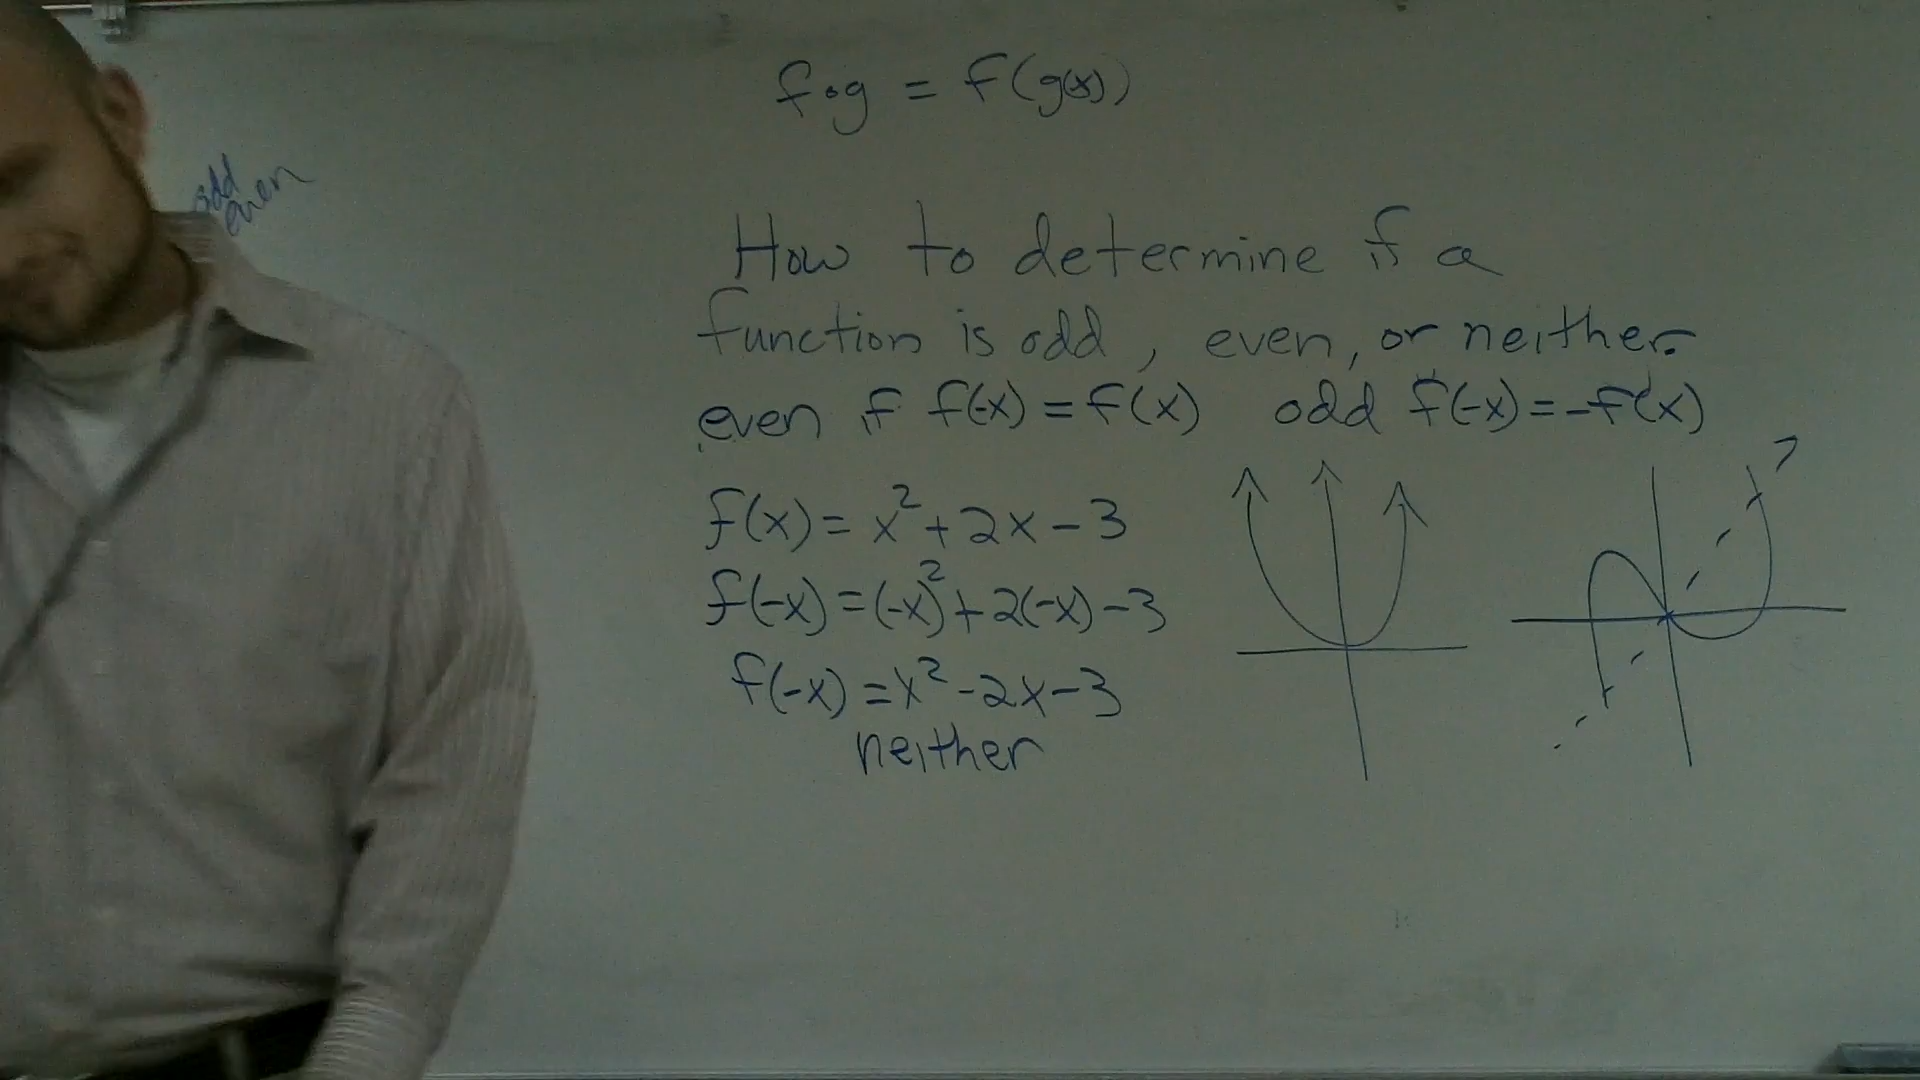 f∘g = f(g(x))
odd
even
How to determine if a
function is odd, even, or neither.
even if f(-x) = f(x) odd f(-x) = -f(x)
f(x) = x² + 2x - 3
f(-x) = (-x)² + 2(-x) - 3
f(-x) = x² - 2x - 3
neither